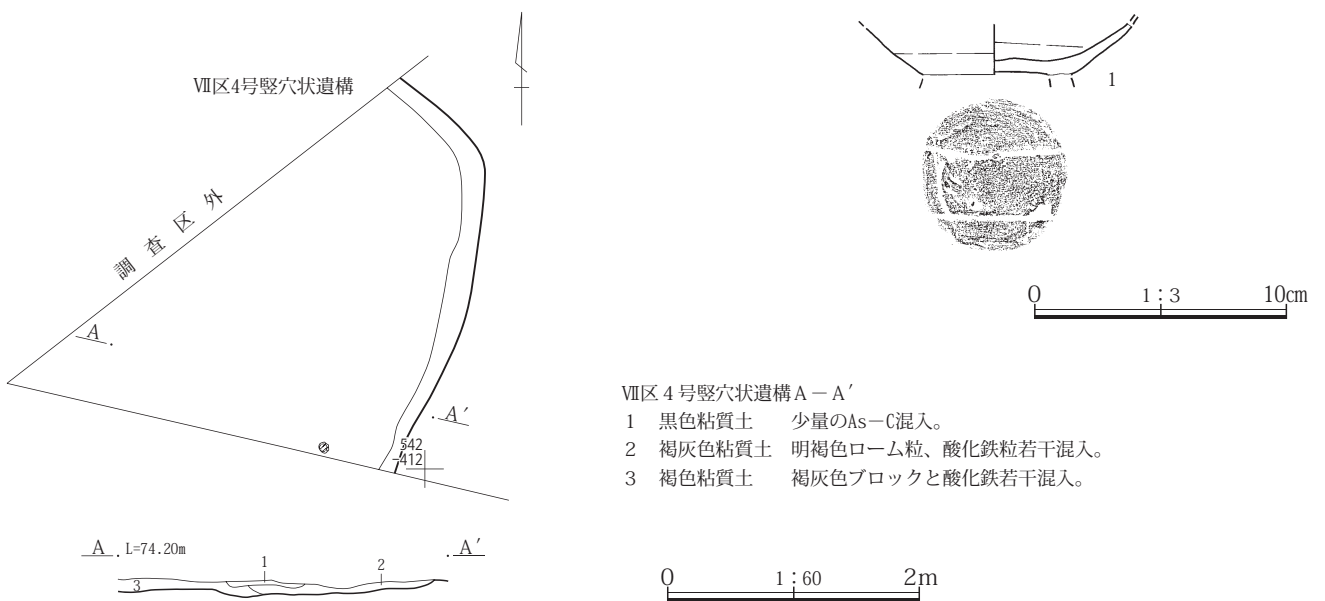 Ⅶ区4号竪穴状遺構
調査区外
A
A′
542
-412
A L=74.20m A′
1
2
3
1
0 1：3 10cm
Ⅶ区４号竪穴状遺構Ａ－Ａ′
1 黒色粘質土 少量のAs－C混入。
2 褐灰色粘質土 明褐色ローム粒、酸化鉄粒若干混入。
3 褐色粘質土 褐灰色ブロックと酸化鉄若干混入。
0 1：60 2m